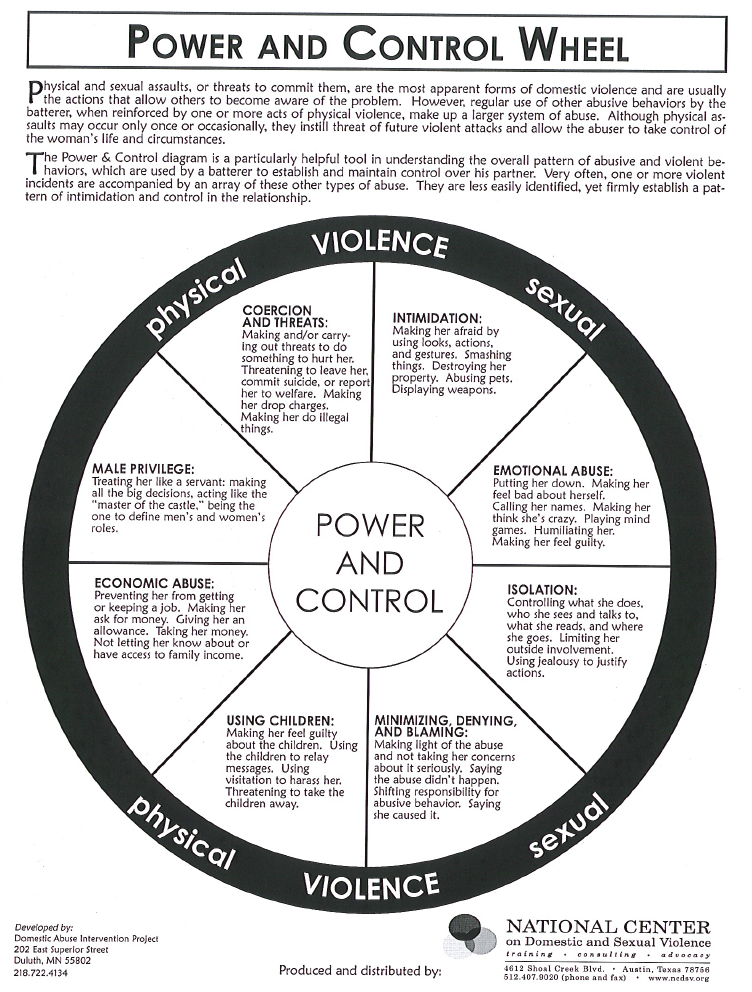 POWER AND CONTROL WHEEL
Physical and sexual assaults, or threats to commit them, are the most apparent forms of domestic violence and are usually
the actions that allow others to become aware of the problem. However, regular use of other abusive behaviors by the
batterer, when reinforced by one or more acts of physical violence, make up a larger system of abuse. Although physical as-
saults may occur only once or occasionally, they instill threat of future violent attacks and allow the abuser to take control of
the woman's life and circumstances.
The Power & Control diagram is a particularly helpful tool in understanding the overall pattern of abusive and violent be-
haviors, which are used by a batterer to establish and maintain control over his partner. Very often, one or more violent
incidents are accompanied by an array of these other types of abuse. They are less easily identified, yet firmly establish a pat-
tern of intimidation and control in the relationship.
physical
VIOLENCE
sexual
COERCION
AND THREATS:
Making and/or carry-
ing out threats to do
something to hurt her.
Threatening to leave her,
commit suicide, or report
her to welfare. Making
her drop charges.
Making her do illegal
things.
INTIMIDATION:
Making her afraid by
using looks, actions,
and gestures. Smashing
things. Destroying her
property. Abusing pets.
Displaying weapons.
MALE PRIVILEGE:
Treating her like a servant: making
all the big decisions, acting like the
"master of the castle," being the
one to define men's and women's
roles.
EMOTIONAL ABUSE:
Putting her down. Making her
feel bad about herself.
Calling her names. Making her
think she's crazy. Playing mind
games. Humiliating her.
Making her feel guilty.
POWER
AND
CONTROL
ECONOMIC ABUSE:
Preventing her from getting
or keeping a job. Making her
ask for money. Giving her an
allowance. Taking her money.
Not letting her know about or
have access to family income.
ISOLATION:
Controlling what she does,
who she sees and talks to,
what she reads, and where
she goes. Limiting her
outside involvement.
Using jealousy to justify
actions.
USING CHILDREN:
Making her feel guilty
about the children. Using
the children to relay
messages. Using
visitation to harass her.
Threatening to take the
children away.
MINIMIZING, DENYING,
AND BLAMING:
Making light of the abuse
and not taking her concerns
about it seriously. Saying
the abuse didn't happen.
Shifting responsibility for
abusive behavior. Saying
she caused it.
physical
VIOLENCE
sexual
Developed by:
Domestic Abuse Intervention Project
202 East Superior Street
Duluth, MN 55802
218.722.4134
Produced and distributed by:
NATIONAL CENTER
on Domestic and Sexual Violence
training · consulting · advocacy
4612 Shoal Creek Blvd. • Austin, Texas 78756
512.407.9020 (phone and fax) • www.ncdsv.org